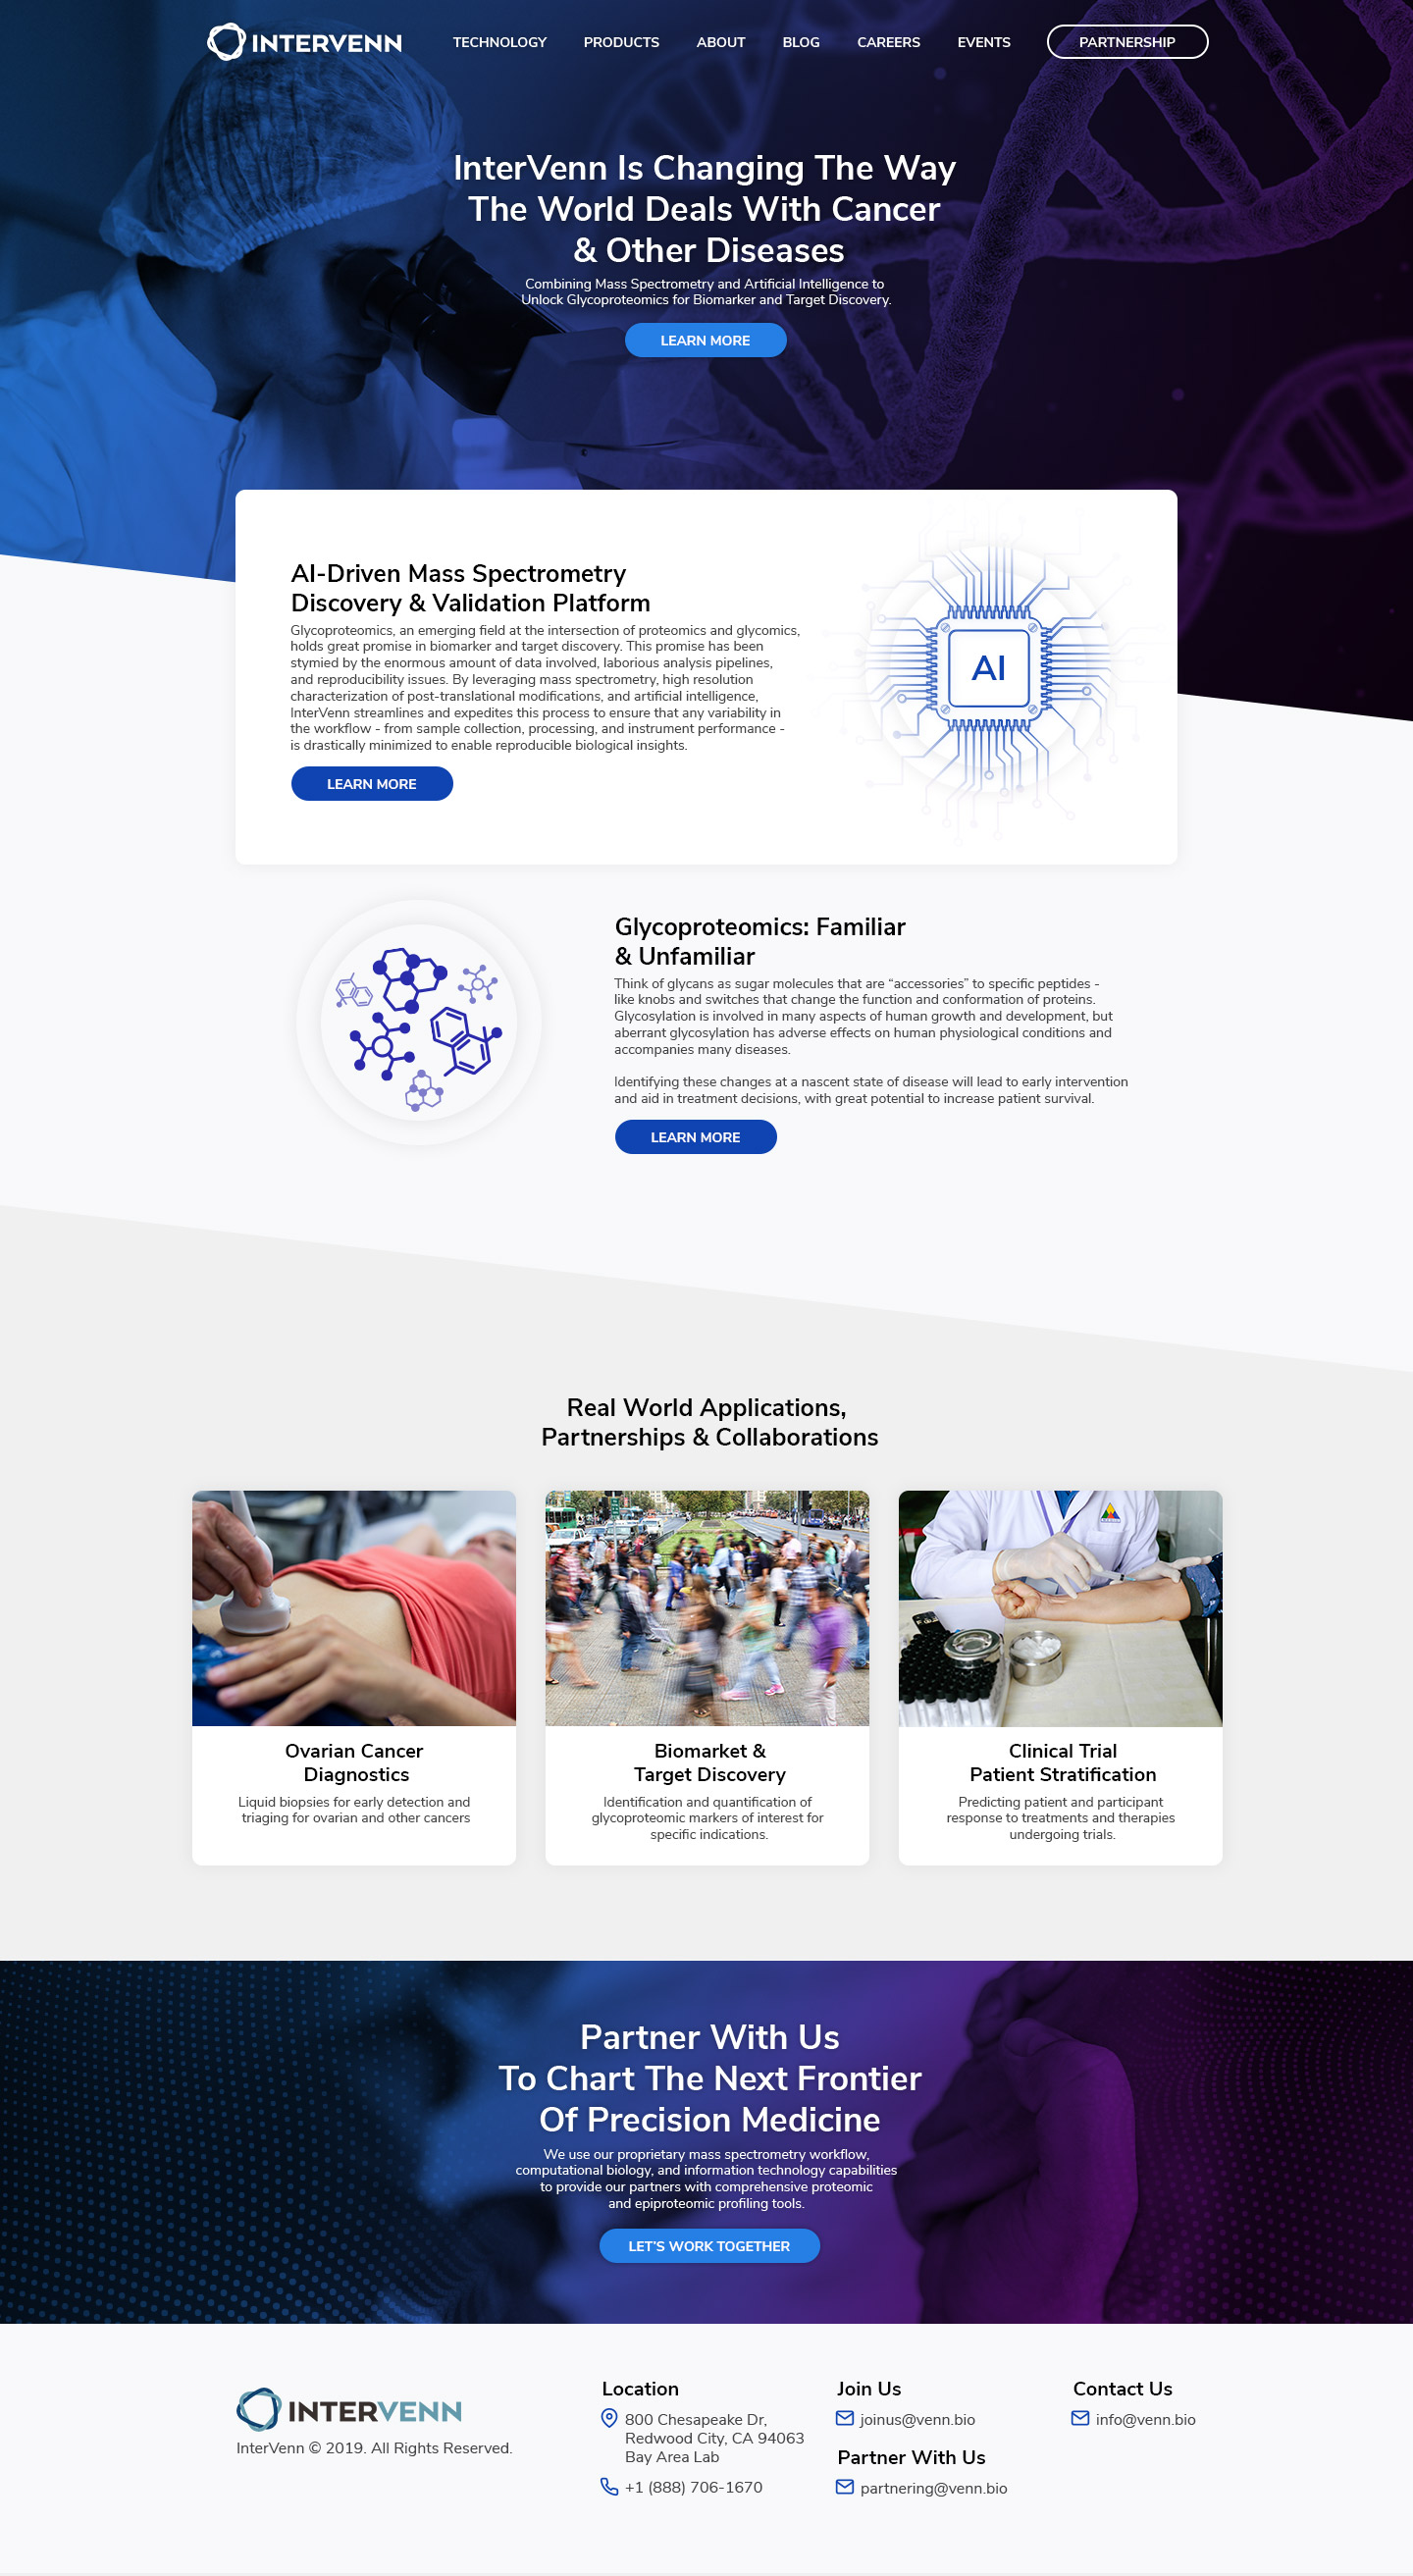 INTERVENN
TECHNOLOGY PRODUCTS ABOUT BLOG CAREERS EVENTS PARTNERSHIP
InterVenn Is Changing The Way
The World Deals With Cancer
& Other Diseases
Combining Mass Spectrometry and Artificial Intelligence to
Unlock Glycoproteomics for Biomarker and Target Discovery.
LEARN MORE
AI-Driven Mass Spectrometry
Discovery & Validation Platform
Glycoproteomics, an emerging field at the intersection of proteomics and glycomics,
holds great promise in biomarker and target discovery. This promise has been
stymied by the enormous amount of data involved, laborious analysis pipelines,
and reproducibility issues. By leveraging mass spectrometry, high resolution
characterization of post-translational modifications, and artificial intelligence,
InterVenn streamlines and expedites this process to ensure that any variability in
the workflow - from sample collection, processing, and instrument performance -
is drastically minimized to enable reproducible biological insights.
LEARN MORE
AI
Glycoproteomics: Familiar
& Unfamiliar
Think of glycans as sugar molecules that are “accessories” to specific peptides -
like knobs and switches that change the function and conformation of proteins.
Glycosylation is involved in many aspects of human growth and development, but
aberrant glycosylation has adverse effects on human physiological conditions and
accompanies many diseases.
Identifying these changes at a nascent state of disease will lead to early intervention
and aid in treatment decisions, with great potential to increase patient survival.
LEARN MORE
Real World Applications,
Partnerships & Collaborations
Ovarian Cancer
Diagnostics
Liquid biopsies for early detection and
triaging for ovarian and other cancers
Biomarket &
Target Discovery
Identification and quantification of
glycoproteomic markers of interest for
specific indications.
Clinical Trial
Patient Stratification
Predicting patient and participant
response to treatments and therapies
undergoing trials.
Partner With Us
To Chart The Next Frontier
Of Precision Medicine
We use our proprietary mass spectrometry workflow,
computational biology, and information technology capabilities
to provide our partners with comprehensive proteomic
and epiproteomic profiling tools.
LET'S WORK TOGETHER
INTERVENN
InterVenn © 2019. All Rights Reserved.
Location
800 Chesapeake Dr,
Redwood City, CA 94063
Bay Area Lab
+1 (888) 706-1670
Join Us
joinus@venn.bio
Partner With Us
partnering@venn.bio
Contact Us
info@venn.bio